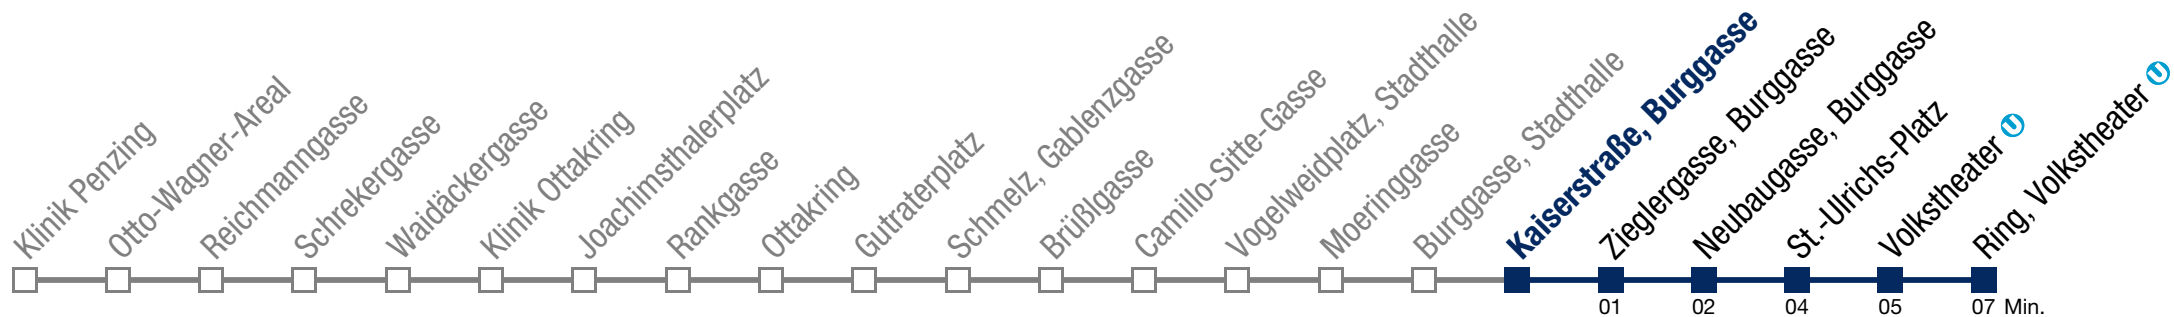 Klinik Penzing
Otto-Wagner-Areal
Reichmanngasse
Schrekergasse
Waidäckergasse
Klinik Ottakring
Joachimsthalerplatz
Rankgasse
Ottakring
Gutraterplatz
Schmelz, Gablenzgasse
Brüßlgasse
Camillo-Sitte-Gasse
Vogelweidplatz, Stadthalle
Moeringgasse
Burggasse, Stadthalle
Kaiserstraße, Burggasse
Zieglergasse, Burggasse
Neubaugasse, Burggasse
St.-Ulrichs-Platz
Volkstheater U
Ring, Volkstheater U
01 02 04 05 07 Min.